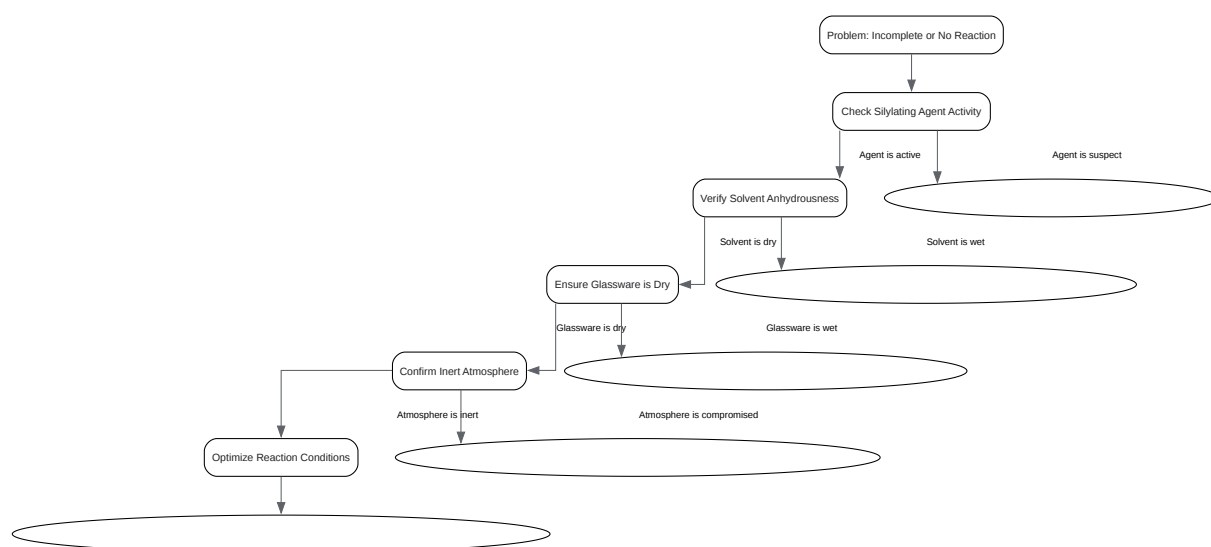 Problem: Incomplete or No Reaction
Check Silylating Agent Activity
Agent is active
Agent is suspect
Verify Solvent Anhydrousness
Solvent is dry
Solvent is wet
Ensure Glassware is Dry
Glassware is dry
Glassware is wet
Confirm Inert Atmosphere
Atmosphere is inert
Atmosphere is compromised
Optimize Reaction Conditions